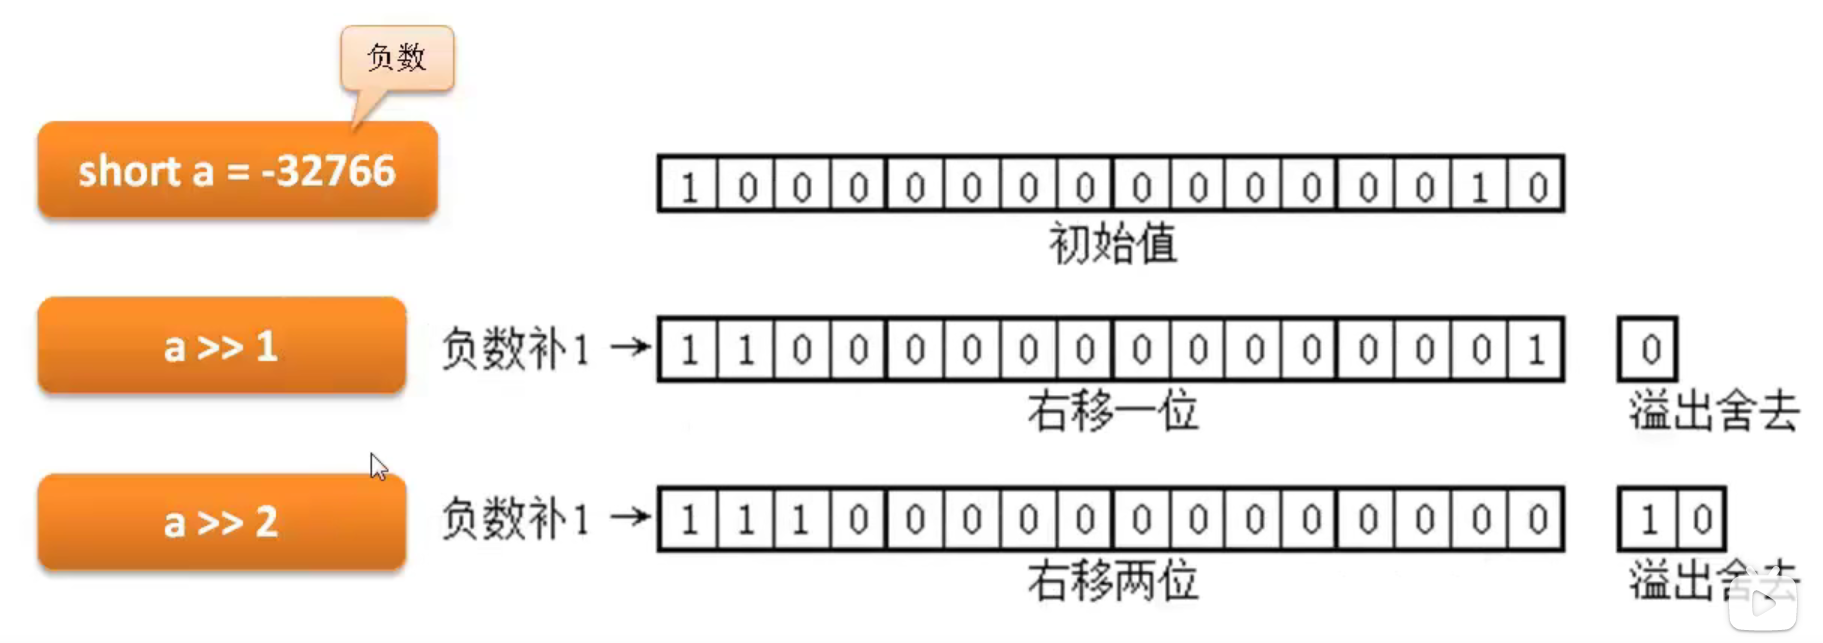 负数
short a = -32766
1 0 0 0 0 0 0 0 0 0 0 0 0 0 1 0
初始值
a >> 1
负数补1 → 1 1 0 0 0 0 0 0 0 0 0 0 0 0 0 1 0
右移一位 溢出舍去
a >> 2
负数补1 → 1 1 1 0 0 0 0 0 0 0 0 0 0 0 0 0 1 0
右移两位 溢出舍去